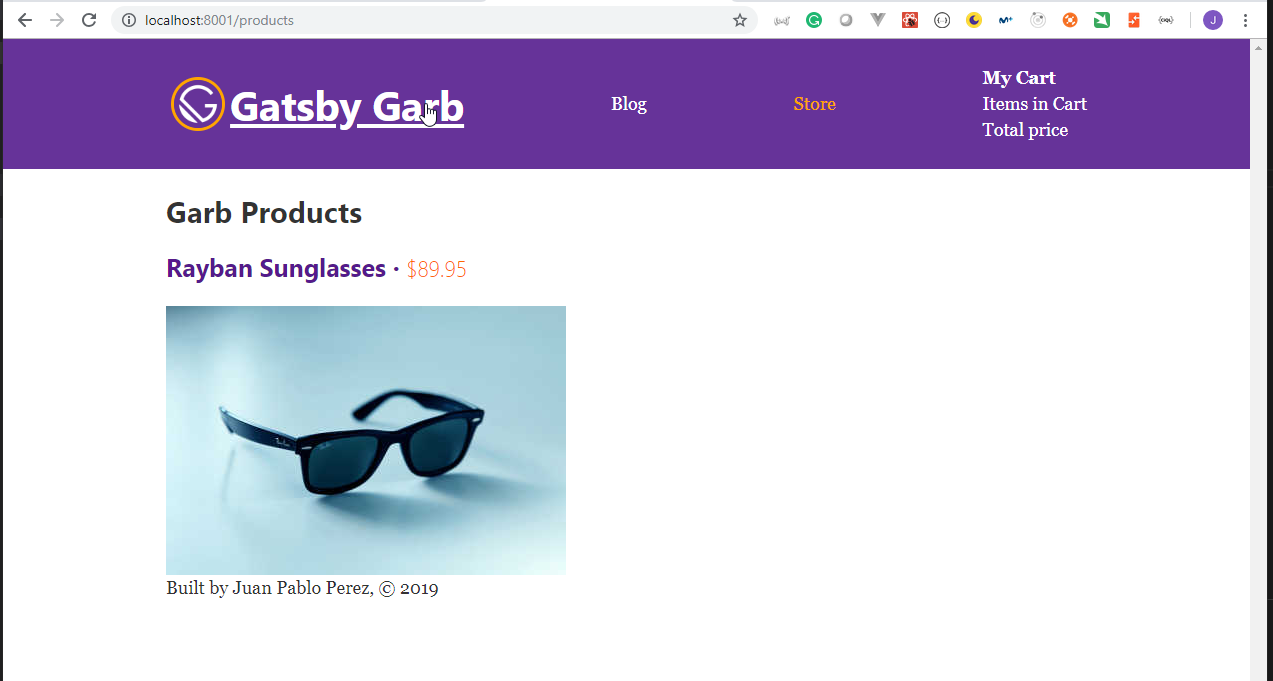 localhost:8001/products
J
Gatsby Garb
Blog
Store
My Cart
Items in Cart
Total price
Garb Products
Rayban Sunglasses · $89.95
Built by Juan Pablo Perez, © 2019